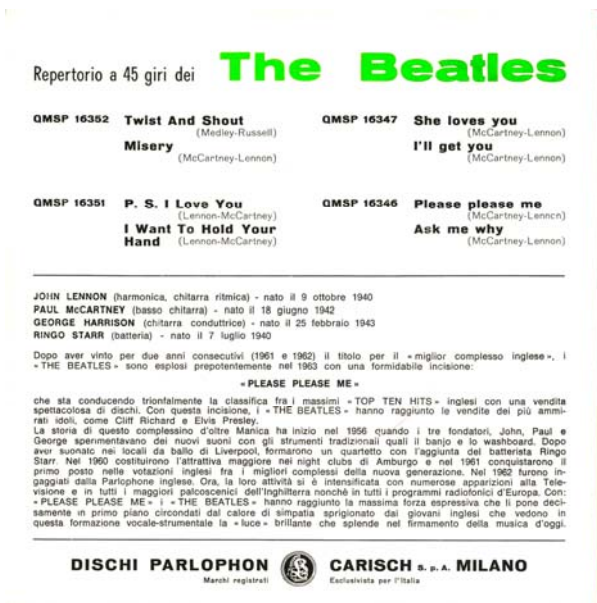 Repertorio a 45 giri dei The Beatles
QMSP 16352 Twist And Shout
(Medley-Russell)
Misery
(McCartney-Lennon)
QMSP 16347 She loves you
(McCartney-Lennon)
I'll get you
(McCartney-Lennon)
QMSP 16351 P. S. I Love You
(Lennon-McCartney)
I Want To Hold Your
Hand (Lennon-McCartney)
QMSP 16346 Please please me
(McCartney-Lennon)
Ask me why
(McCartney-Lennon)
JOHN LENNON (harmonica, chitarra ritmica) - nato il 9 ottobre 1940
PAUL McCARTNEY (basso chitarra) - nato il 18 giugno 1942
GEORGE HARRISON (chitarra conduttrice) - nato il 25 febbraio 1943
RINGO STARR (batteria) - nato il 7 luglio 1940
Dopo aver vinto per due anni consecutivi (1961 e 1962) il titolo per il « miglior complesso inglese », i
« THE BEATLES » sono esplosi prepotentemente nel 1963 con una formidabile incisione:
« PLEASE PLEASE ME »
che sta conducendo trionfalmente la classifica fra i massimi « TOP TEN HITS » inglesi con una vendita
spettacolosa di dischi. Con questa incisione, i « THE BEATLES » hanno raggiunto le vendite dei più ammi-
rati idoli, come Cliff Richard e Elvis Presley.
La storia di questo complessino d'oltre Manica ha inizio nel 1956 quando i tre fondatori, John, Paul e
George sperimentavano dei nuovi suoni con gli strumenti tradizionali quali il banjo e lo washboard. Dopo
aver suonato nei locali da ballo di Liverpool, formarono un quartetto con l'aggiunta del batterista Ringo
Starr. Nel 1960 costituirono l'attrattiva maggiore nei night clubs di Amburgo e nel 1961 conquistarono il
primo posto nelle votazioni inglesi fra i migliori complessi della nuova generazione. Nel 1962 furono in-
gaggiati dalla Parlophone inglese. Ora, la loro attività si è intensificata con numerose apparizioni alla Tele-
visione e in tutti i maggiori palcoscenici dell'Inghilterra nonchè in tutti i programmi radiofonici d'Europa. Con:
« PLEASE PLEASE ME » i « THE BEATLES » hanno raggiunto la massima forza espressiva che li pone deci-
samente in primo piano circondati dal calore di simpatia sprigionato dai giovani inglesi che vedono in
questa formazione vocale-strumentale la « luce » brillante che splende nel firmamento della musica d'oggi.
DISCHI PARLOPHON CARISCH S. p. A. MILANO
Marchi registrati Esclusivista per l'Italia